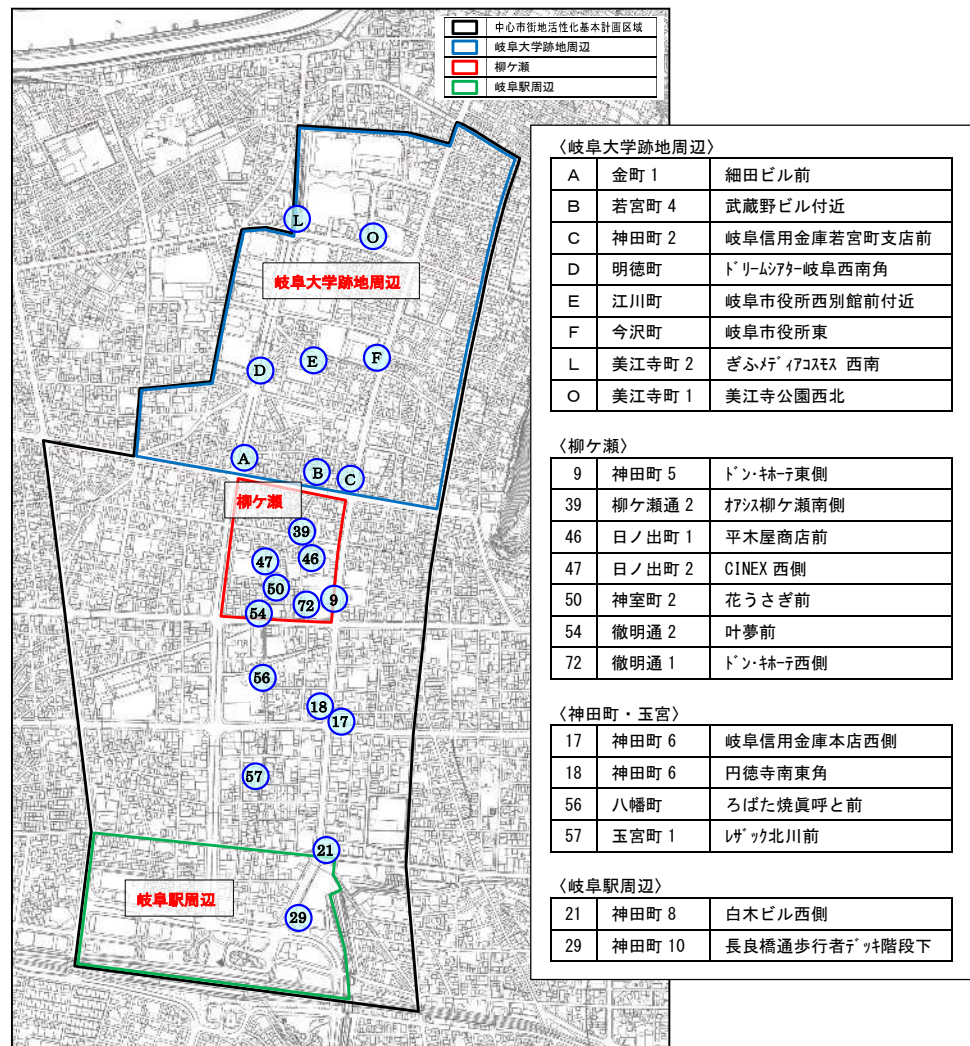 中心市街地活性化基本計画区域
岐阜大学跡地周辺
柳ケ瀬
岐阜駅周辺
L
O
岐阜大学跡地周辺
D
E
F
A
B
C
柳ケ瀬
39
46
47
50
72
9
54
56
18
17
57
21
岐阜駅周辺
29
〈岐阜大学跡地周辺〉
A 金町 1 細田ビル前
B 若宮町 4 武蔵野ビル付近
C 神田町 2 岐阜信用金庫若宮町支店前
D 明徳町 ﾄﾞﾘｰﾑｼｱﾀｰ岐阜西南角
E 江川町 岐阜市役所西別館前付近
F 今沢町 岐阜市役所東
L 美江寺町 2 ぎふﾒﾃﾞｨｱｺｽﾓｽ 西南
O 美江寺町 1 美江寺公園西北
〈柳ケ瀬〉
9 神田町 5 ﾄﾞﾝ･ｷﾎｰﾃ東側
39 柳ケ瀬通 2 ｵｱｼｽ柳ケ瀬南側
46 日ノ出町 1 平木屋商店前
47 日ノ出町 2 CINEX 西側
50 神室町 2 花うさぎ前
54 徹明通 2 叶夢前
72 徹明通 1 ﾄﾞﾝ･ｷﾎｰﾃ西側
〈神田町・玉宮〉
17 神田町 6 岐阜信用金庫本店西側
18 神田町 6 円徳寺南東角
56 八幡町 ろばた焼眞呼と前
57 玉宮町 1 ﾚｻﾞｯｸ北川前
〈岐阜駅周辺〉
21 神田町 8 白木ビル西側
29 神田町 10 長良橋通歩行者ﾃﾞｯｷ階段下